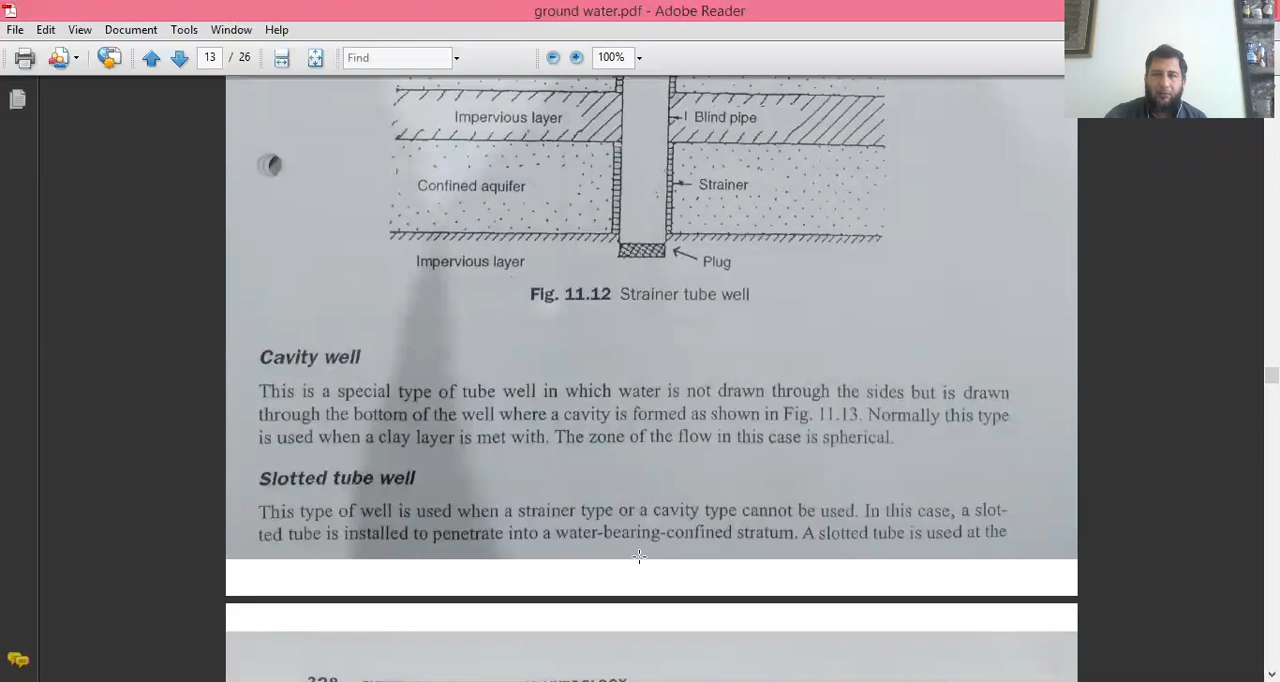 ground water.pdf - Adobe Reader
File Edit View Document Tools Window Help
13 / 26 Find 100%
Impervious layer Blind pipe
Confined aquifer Strainer
Impervious layer Plug
Fig. 11.12 Strainer tube well
Cavity well
This is a special type of tube well in which water is not drawn through the sides but is drawn
through the bottom of the well where a cavity is formed as shown in Fig. 11.13. Normally this type
is used when a clay layer is met with. The zone of the flow in this case is spherical.
Slotted tube well
This type of well is used when a strainer type or a cavity type cannot be used. In this case, a slot-
ted tube is installed to penetrate into a water-bearing-confined stratum. A slotted tube is used at the